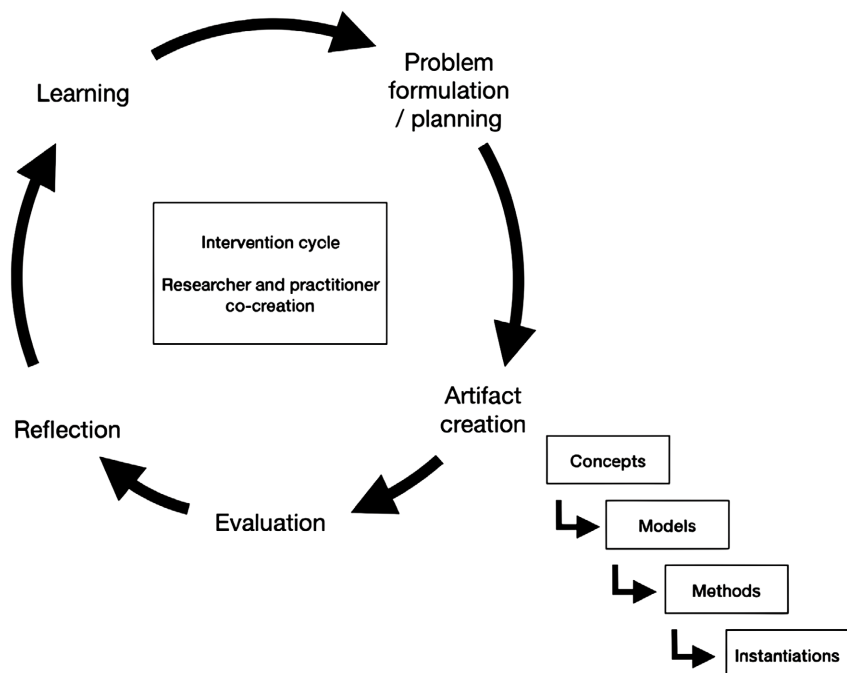 Learning
Problem
formulation
/ planning
Intervention cycle
Researcher and practitioner
co-creation
Artifact
creation
Reflection
Evaluation
Concepts
Models
Methods
Instantiations